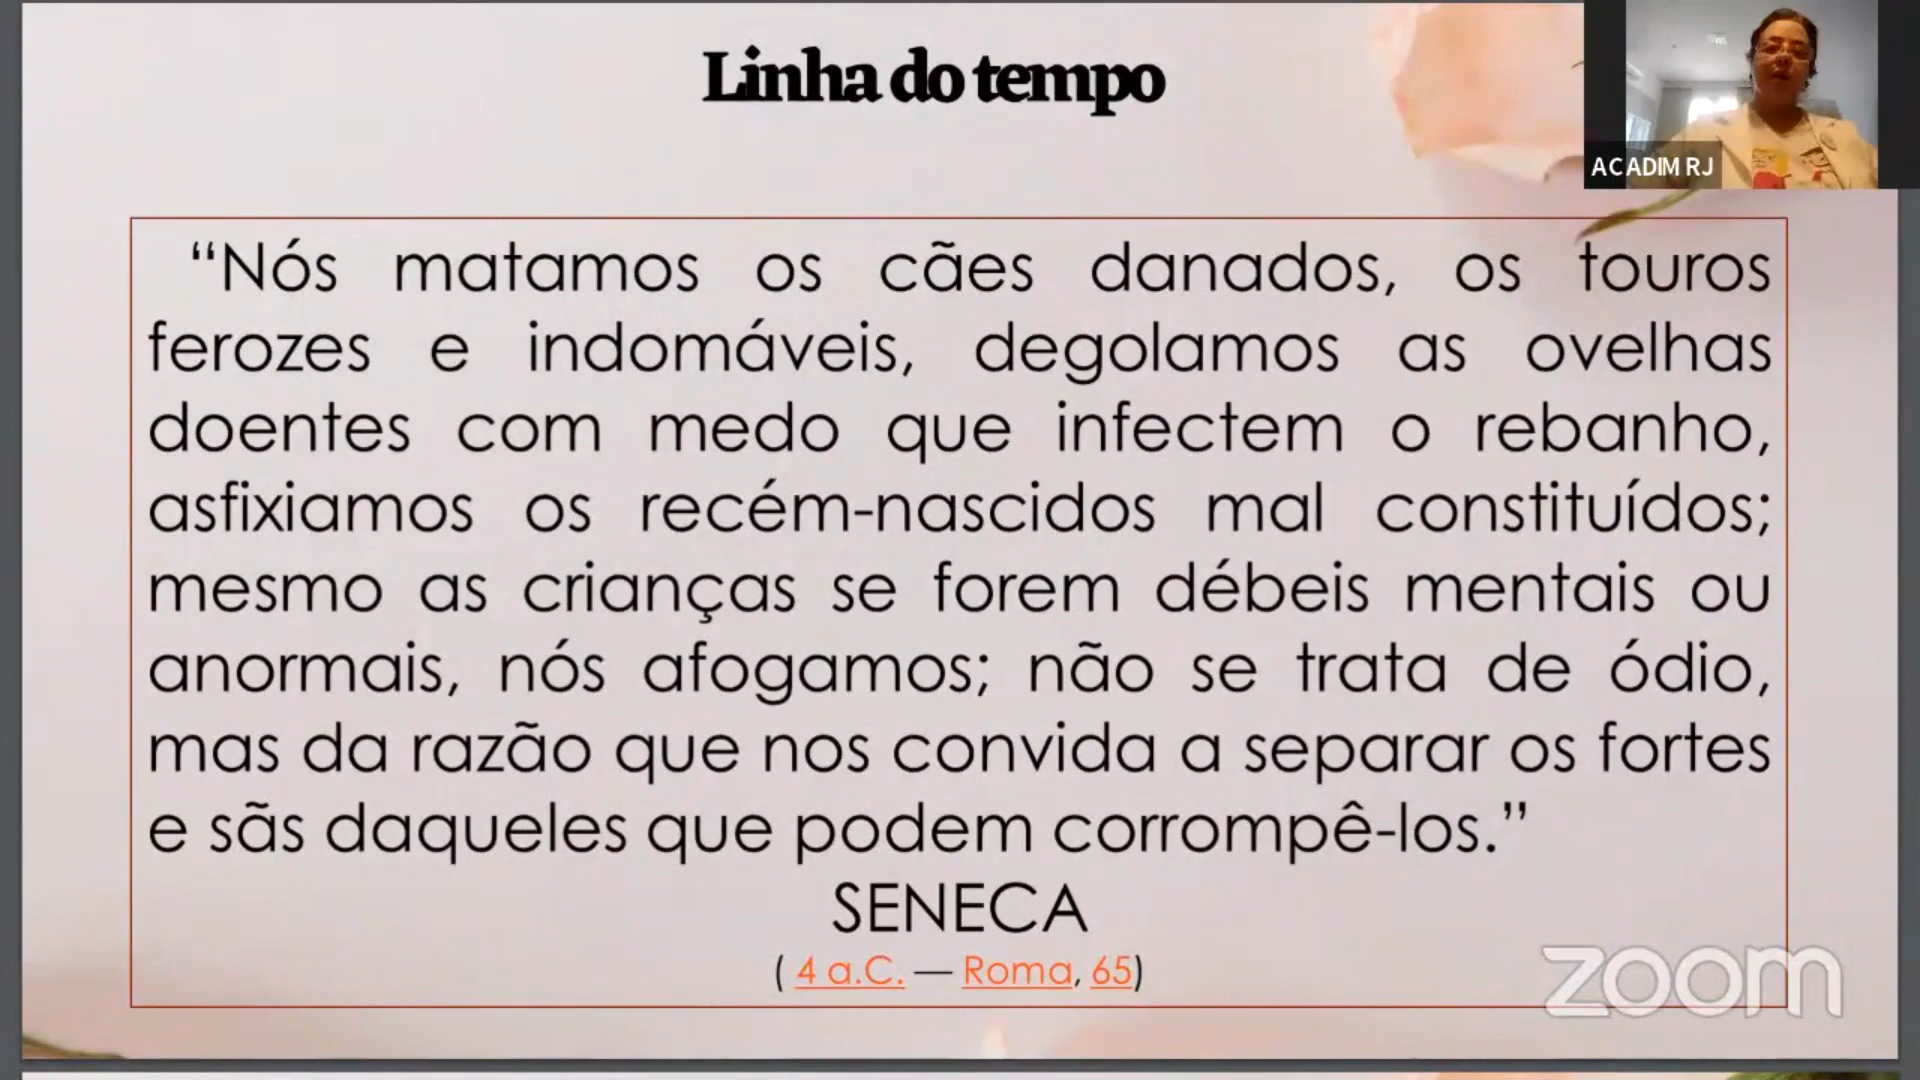 Linha do tempo
ACADIM RJ
“Nós matamos os cães danados, os touros
ferozes e indomáveis, degolamos as ovelhas
doentes com medo que infectem o rebanho,
asfixiamos os recém-nascidos mal constituídos;
mesmo as crianças se forem débeis mentais ou
anormais, nós afogamos; não se trata de ódio,
mas da razão que nos convida a separar os fortes
e sãs daqueles que podem corrompê-los.”
SENECA
( 4 a.C. — Roma, 65)
zoom